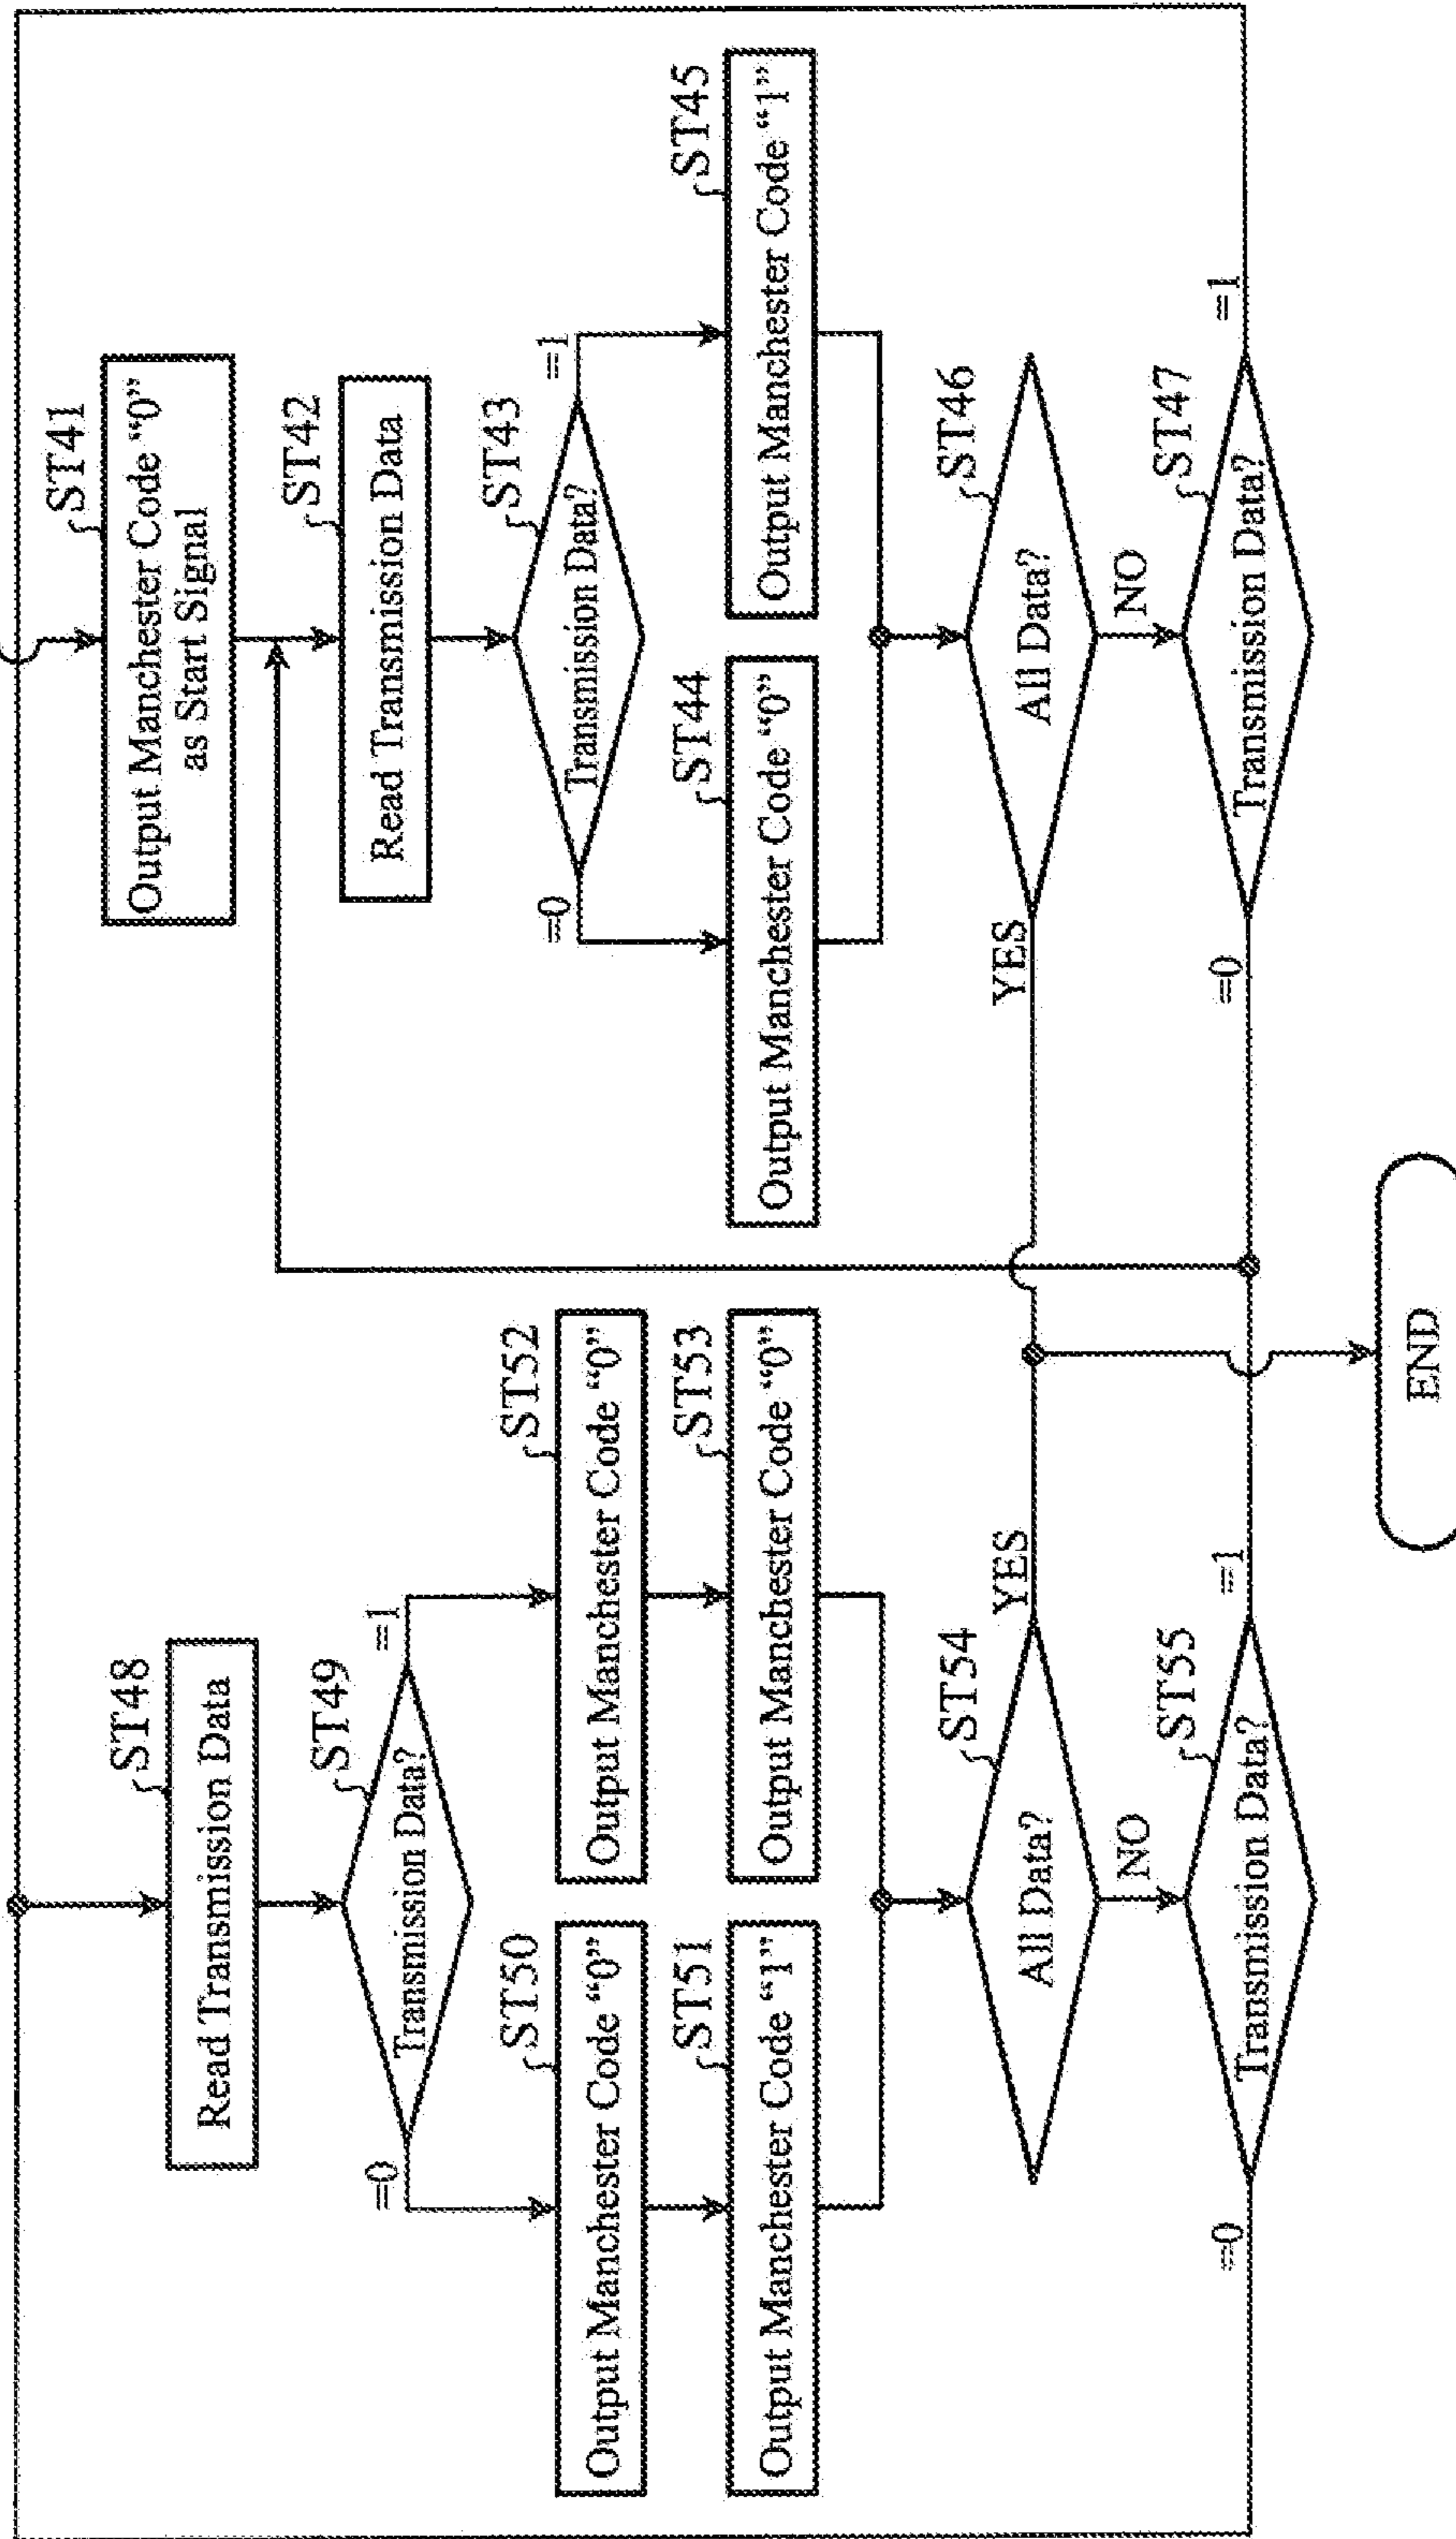 ST41
Output Manchester Code “0”
as Start Signal
ST42
Read Transmission Data
ST43
Transmission Data?
=0
=1
ST44
Output Manchester Code “0”
ST45
Output Manchester Code “1”
ST46
All Data?
YES
NO
ST47
Transmission Data?
=0
=1
ST48
Read Transmission Data
ST49
Transmission Data?
=0
=1
ST50
Output Manchester Code “0”
ST51
Output Manchester Code “1”
ST52
Output Manchester Code “0”
ST53
Output Manchester Code “0”
ST54
All Data?
YES
NO
ST55
Transmission Data?
=0
=1
END